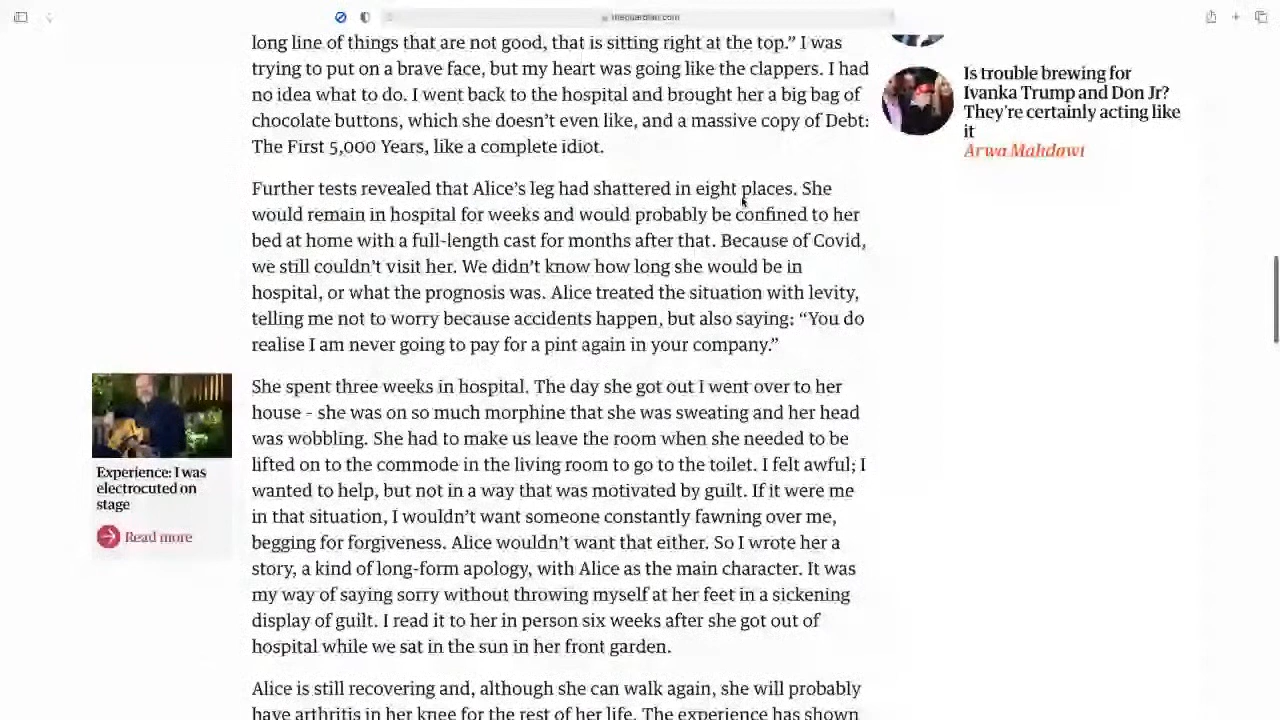 theguardian.com
long line of things that are not good, that is sitting right at the top.” I was
trying to put on a brave face, but my heart was going like the clappers. I had
no idea what to do. I went back to the hospital and brought her a big bag of
chocolate buttons, which she doesn’t even like, and a massive copy of Debt:
The First 5,000 Years, like a complete idiot.
Further tests revealed that Alice’s leg had shattered in eight places. She
would remain in hospital for weeks and would probably be confined to her
bed at home with a full-length cast for months after that. Because of Covid,
we still couldn’t visit her. We didn’t know how long she would be in
hospital, or what the prognosis was. Alice treated the situation with levity,
telling me not to worry because accidents happen, but also saying: “You do
realise I am never going to pay for a pint again in your company.”
She spent three weeks in hospital. The day she got out I went over to her
house – she was on so much morphine that she was sweating and her head
was wobbling. She had to make us leave the room when she needed to be
lifted on to the commode in the living room to go to the toilet. I felt awful; I
wanted to help, but not in a way that was motivated by guilt. If it were me
in that situation, I wouldn’t want someone constantly fawning over me,
begging for forgiveness. Alice wouldn’t want that either. So I wrote her a
story, a kind of long-form apology, with Alice as the main character. It was
my way of saying sorry without throwing myself at her feet in a sickening
display of guilt. I read it to her in person six weeks after she got out of
hospital while we sat in the sun in her front garden.
Alice is still recovering and, although she can walk again, she will probably
have arthritis in her knee for the rest of her life. The experience has shown
Experience: I was
electrocuted on
stage
Read more
Is trouble brewing for
Ivanka Trump and Don Jr?
They’re certainly acting like
it
Arwa Mahdawi